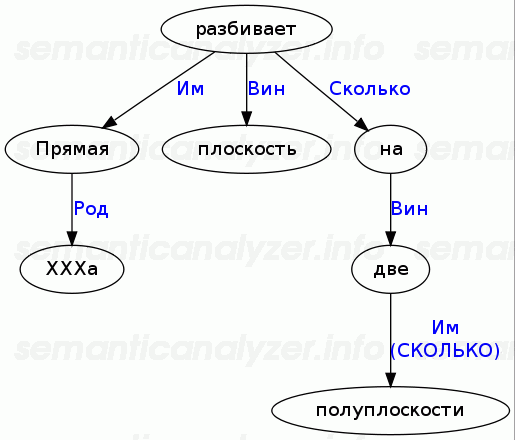 разбивает
semanticanalyzer.info semanticanalyzer.info
Им Вин Сколько
Прямая плоскость на
Род Вин
XXXа две
semanticanalyzer.info
Им
(СКОЛЬКО)
semanticanalyzer.info
полуплоскости